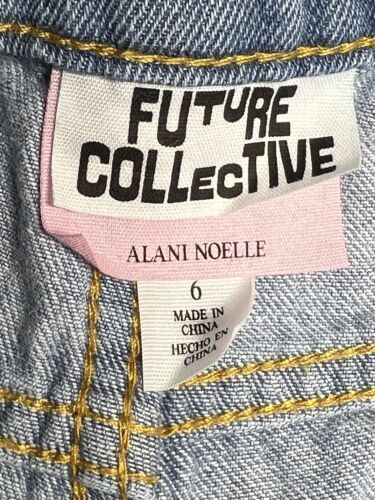 FUTURE
COLLECTIVE
ALANI NOELLE
6
MADE IN
CHINA
HECHO EN
CHINA